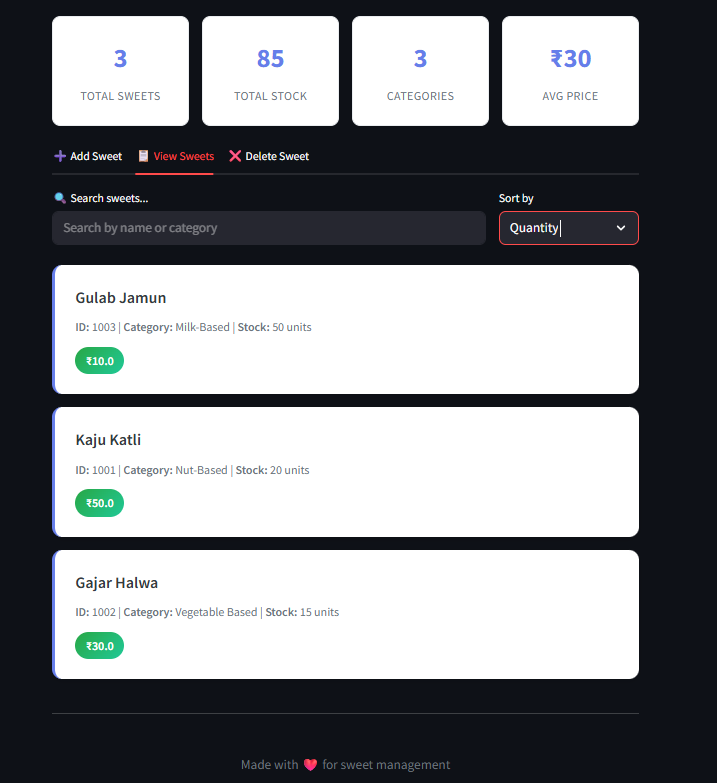 3
TOTAL SWEETS
85
TOTAL STOCK
3
CATEGORIES
₹30
AVG PRICE
Add Sweet
View Sweets
Delete Sweet
Search sweets...
Sort by
Search by name or category
Quantity
Gulab Jamun
ID: 1003 | Category: Milk-Based | Stock: 50 units
₹10.0
Kaju Katli
ID: 1001 | Category: Nut-Based | Stock: 20 units
₹50.0
Gajar Halwa
ID: 1002 | Category: Vegetable Based | Stock: 15 units
₹30.0
Made with ❤️ for sweet management